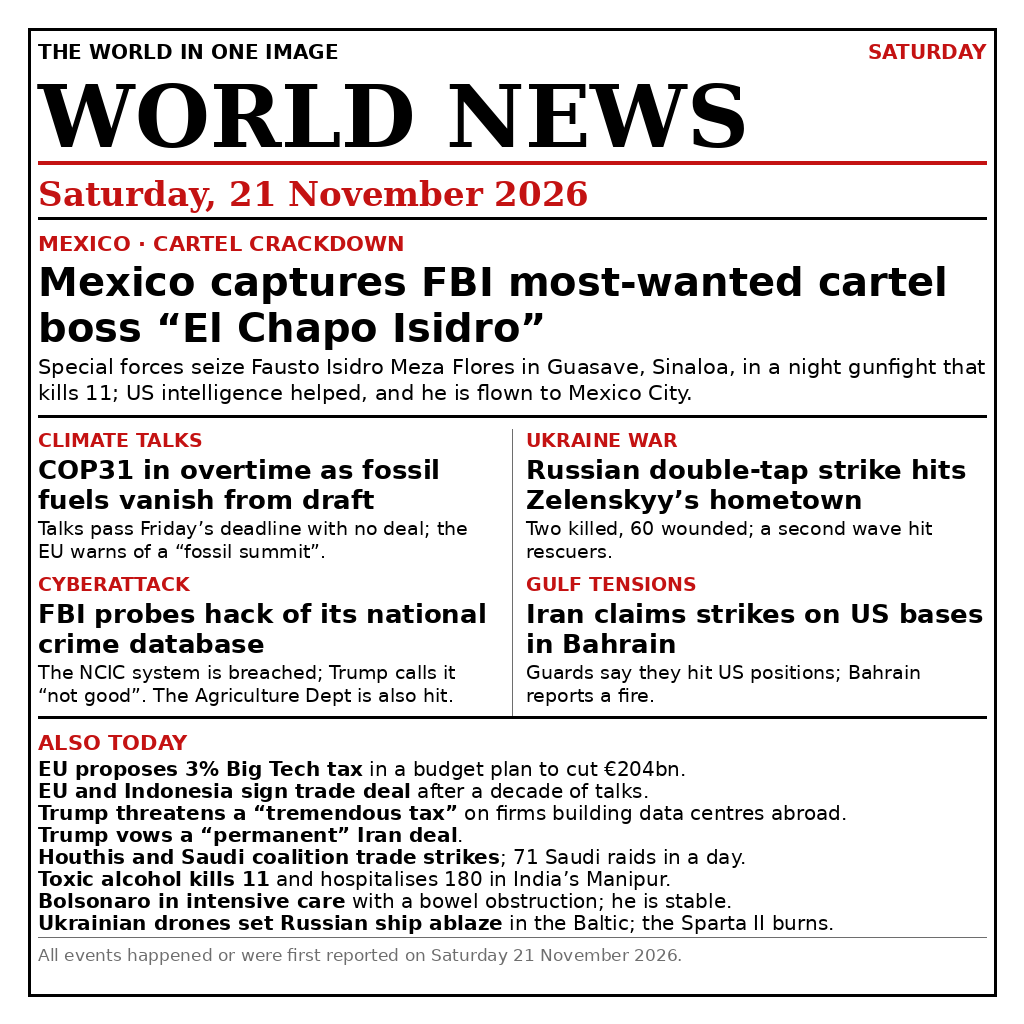 THE WORLD IN ONE IMAGE
SATURDAY
WORLD NEWS
Saturday, 21 November 2026
MEXICO · CARTEL CRACKDOWN
Mexico captures FBI most-wanted cartel
boss “El Chapo Isidro”
Special forces seize Fausto Isidro Meza Flores in Guasave, Sinaloa, in a night gunfight that
kills 11; US intelligence helped, and he is flown to Mexico City.
CLIMATE TALKS
COP31 in overtime as fossil
fuels vanish from draft
Talks pass Friday’s deadline with no deal; the
EU warns of a “fossil summit”.
CYBERATTACK
FBI probes hack of its national
crime database
The NCIC system is breached; Trump calls it
“not good”. The Agriculture Dept is also hit.
UKRAINE WAR
Russian double-tap strike hits
Zelenskyy’s hometown
Two killed, 60 wounded; a second wave hit
rescuers.
GULF TENSIONS
Iran claims strikes on US bases
in Bahrain
Guards say they hit US positions; Bahrain
reports a fire.
ALSO TODAY
EU proposes 3% Big Tech tax in a budget plan to cut €204bn.
EU and Indonesia sign trade deal after a decade of talks.
Trump threatens a “tremendous tax” on firms building data centres abroad.
Trump vows a “permanent” Iran deal.
Houthis and Saudi coalition trade strikes; 71 Saudi raids in a day.
Toxic alcohol kills 11 and hospitalises 180 in India’s Manipur.
Bolsonaro in intensive care with a bowel obstruction; he is stable.
Ukrainian drones set Russian ship ablaze in the Baltic; the Sparta II burns.
All events happened or were first reported on Saturday 21 November 2026.